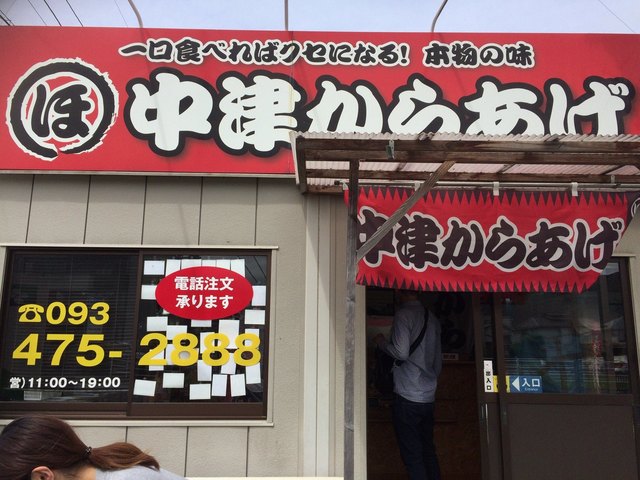 一口食べればクセになる! 本物の味
ほ 中津からあげ
中津からあげ
電話注文
承ります
☎093
475-2888
営)11:00~19:00
出入口
入口